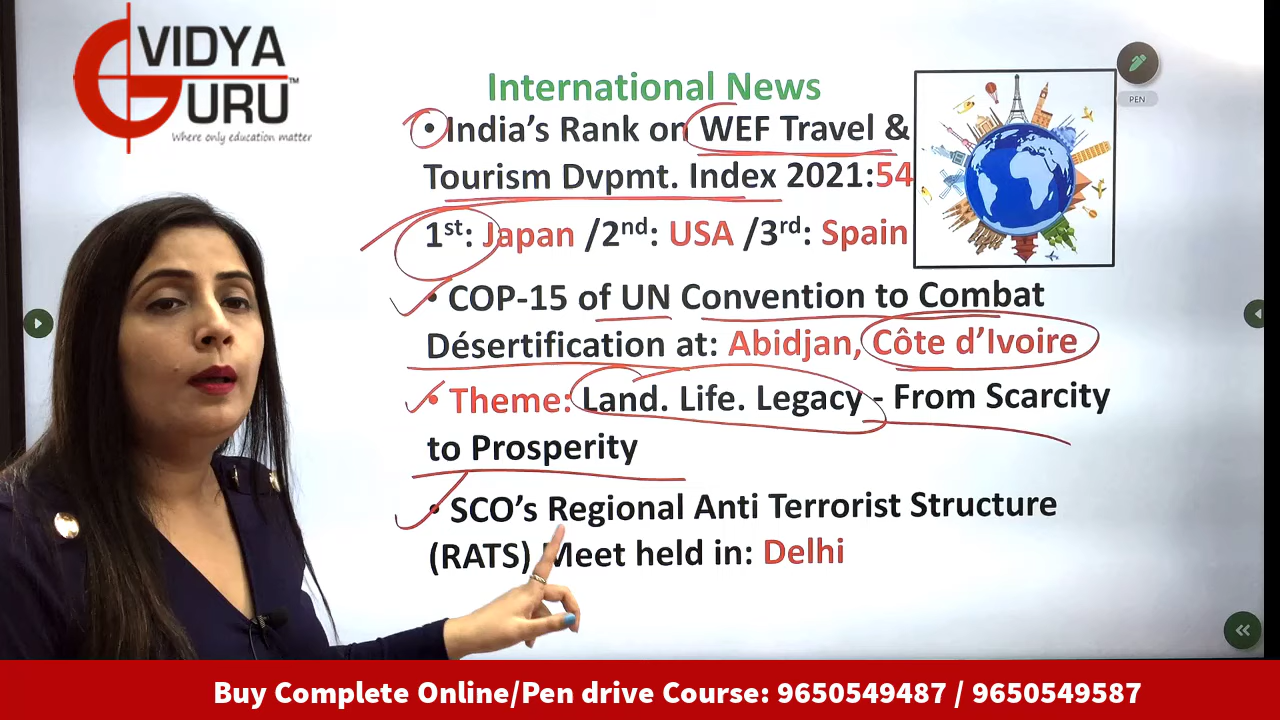 VIDYA
GURU™
Where only education matter
International News
PEN
• India's Rank on WEF Travel &
Tourism Dvpmt. Index 2021:54
1st: Japan /2nd: USA /3rd: Spain
• COP-15 of UN Convention to Combat
Désertification at: Abidjan, Côte d'Ivoire
• Theme: Land. Life. Legacy - From Scarcity
to Prosperity
• SCO's Regional Anti Terrorist Structure
(RATS) Meet held in: Delhi
Buy Complete Online/Pen drive Course: 9650549487 / 9650549587